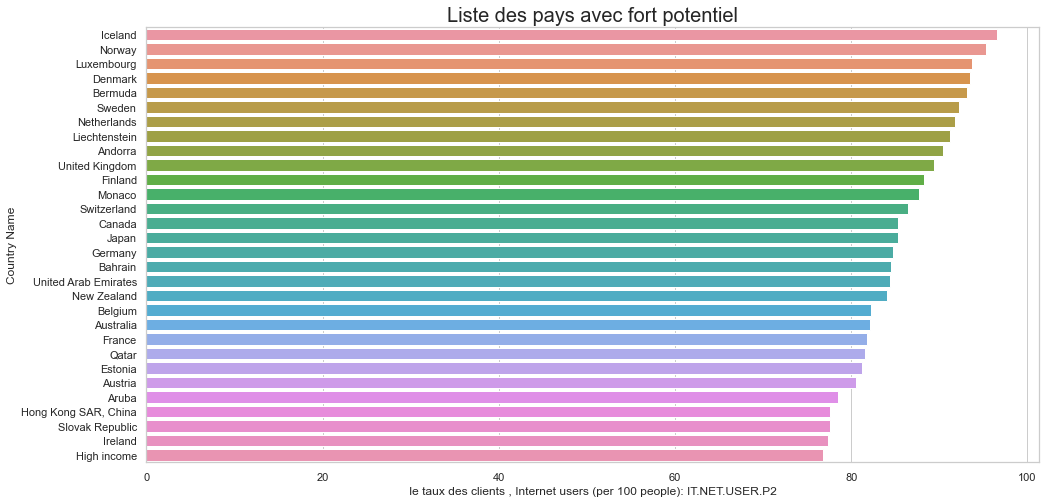 Liste des pays avec fort potentiel
Country Name
Iceland
Norway
Luxembourg
Denmark
Bermuda
Sweden
Netherlands
Liechtenstein
Andorra
United Kingdom
Finland
Monaco
Switzerland
Canada
Japan
Germany
Bahrain
United Arab Emirates
New Zealand
Belgium
Australia
France
Qatar
Estonia
Austria
Aruba
Hong Kong SAR, China
Slovak Republic
Ireland
High income
0 20 40 60 80 100
le taux des clients , Internet users (per 100 people): IT.NET.USER.P2